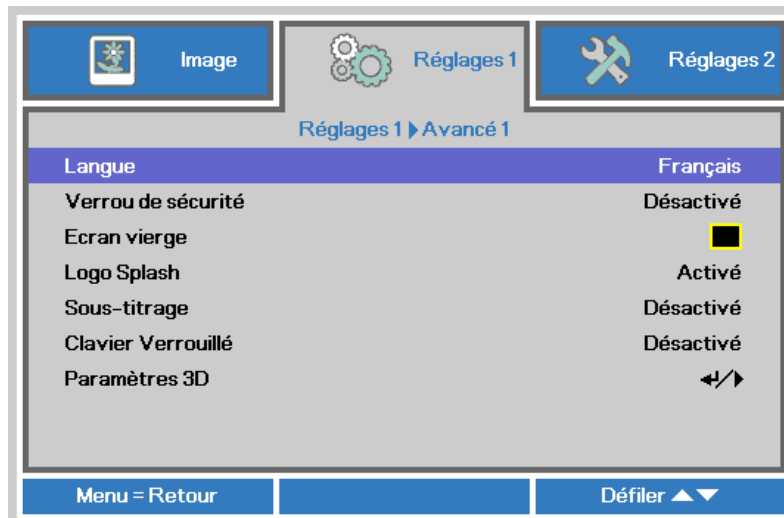 Image
Réglages 1
Réglages 2
Réglages 1 Avancé 1
Langue Français
Verrou de sécurité Désactivé
Ecran vierge
Logo Splash Activé
Sous-titrage Désactivé
Clavier Verrouillé Désactivé
Paramètres 3D
Menu = Retour
Défiler